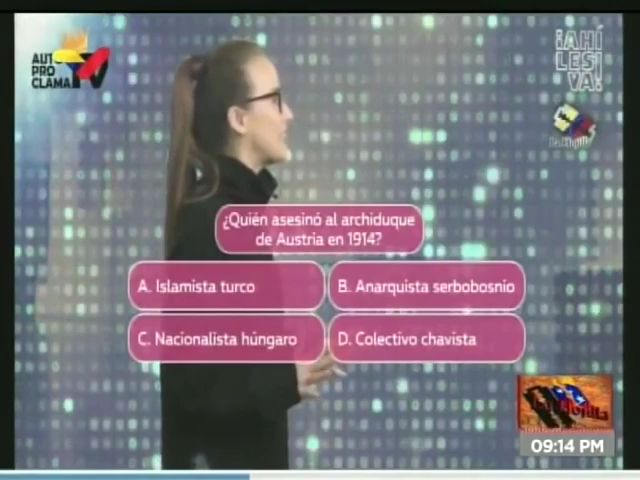 AUTO
PRO
CLAMA TV
¡AHÍ
LES
VA!
¿Quién asesinó al archiduque
de Austria en 1914?
A. Islamista turco
B. Anarquista serbobosnio
C. Nacionalista húngaro
D. Colectivo chavista
09:14 PM